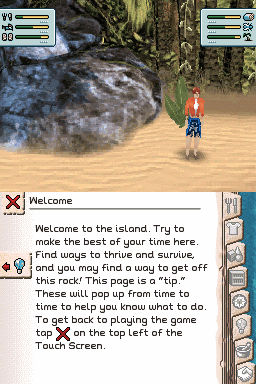 Welcome
Welcome to the island. Try to
make the best of your time here.
Find ways to thrive and survive,
and you may find a way to get off
this rock! This page is a "tip."
These will pop up from time to
time to help you know what to do.
To get back to playing the game
tap on the top left of the
Touch Screen.